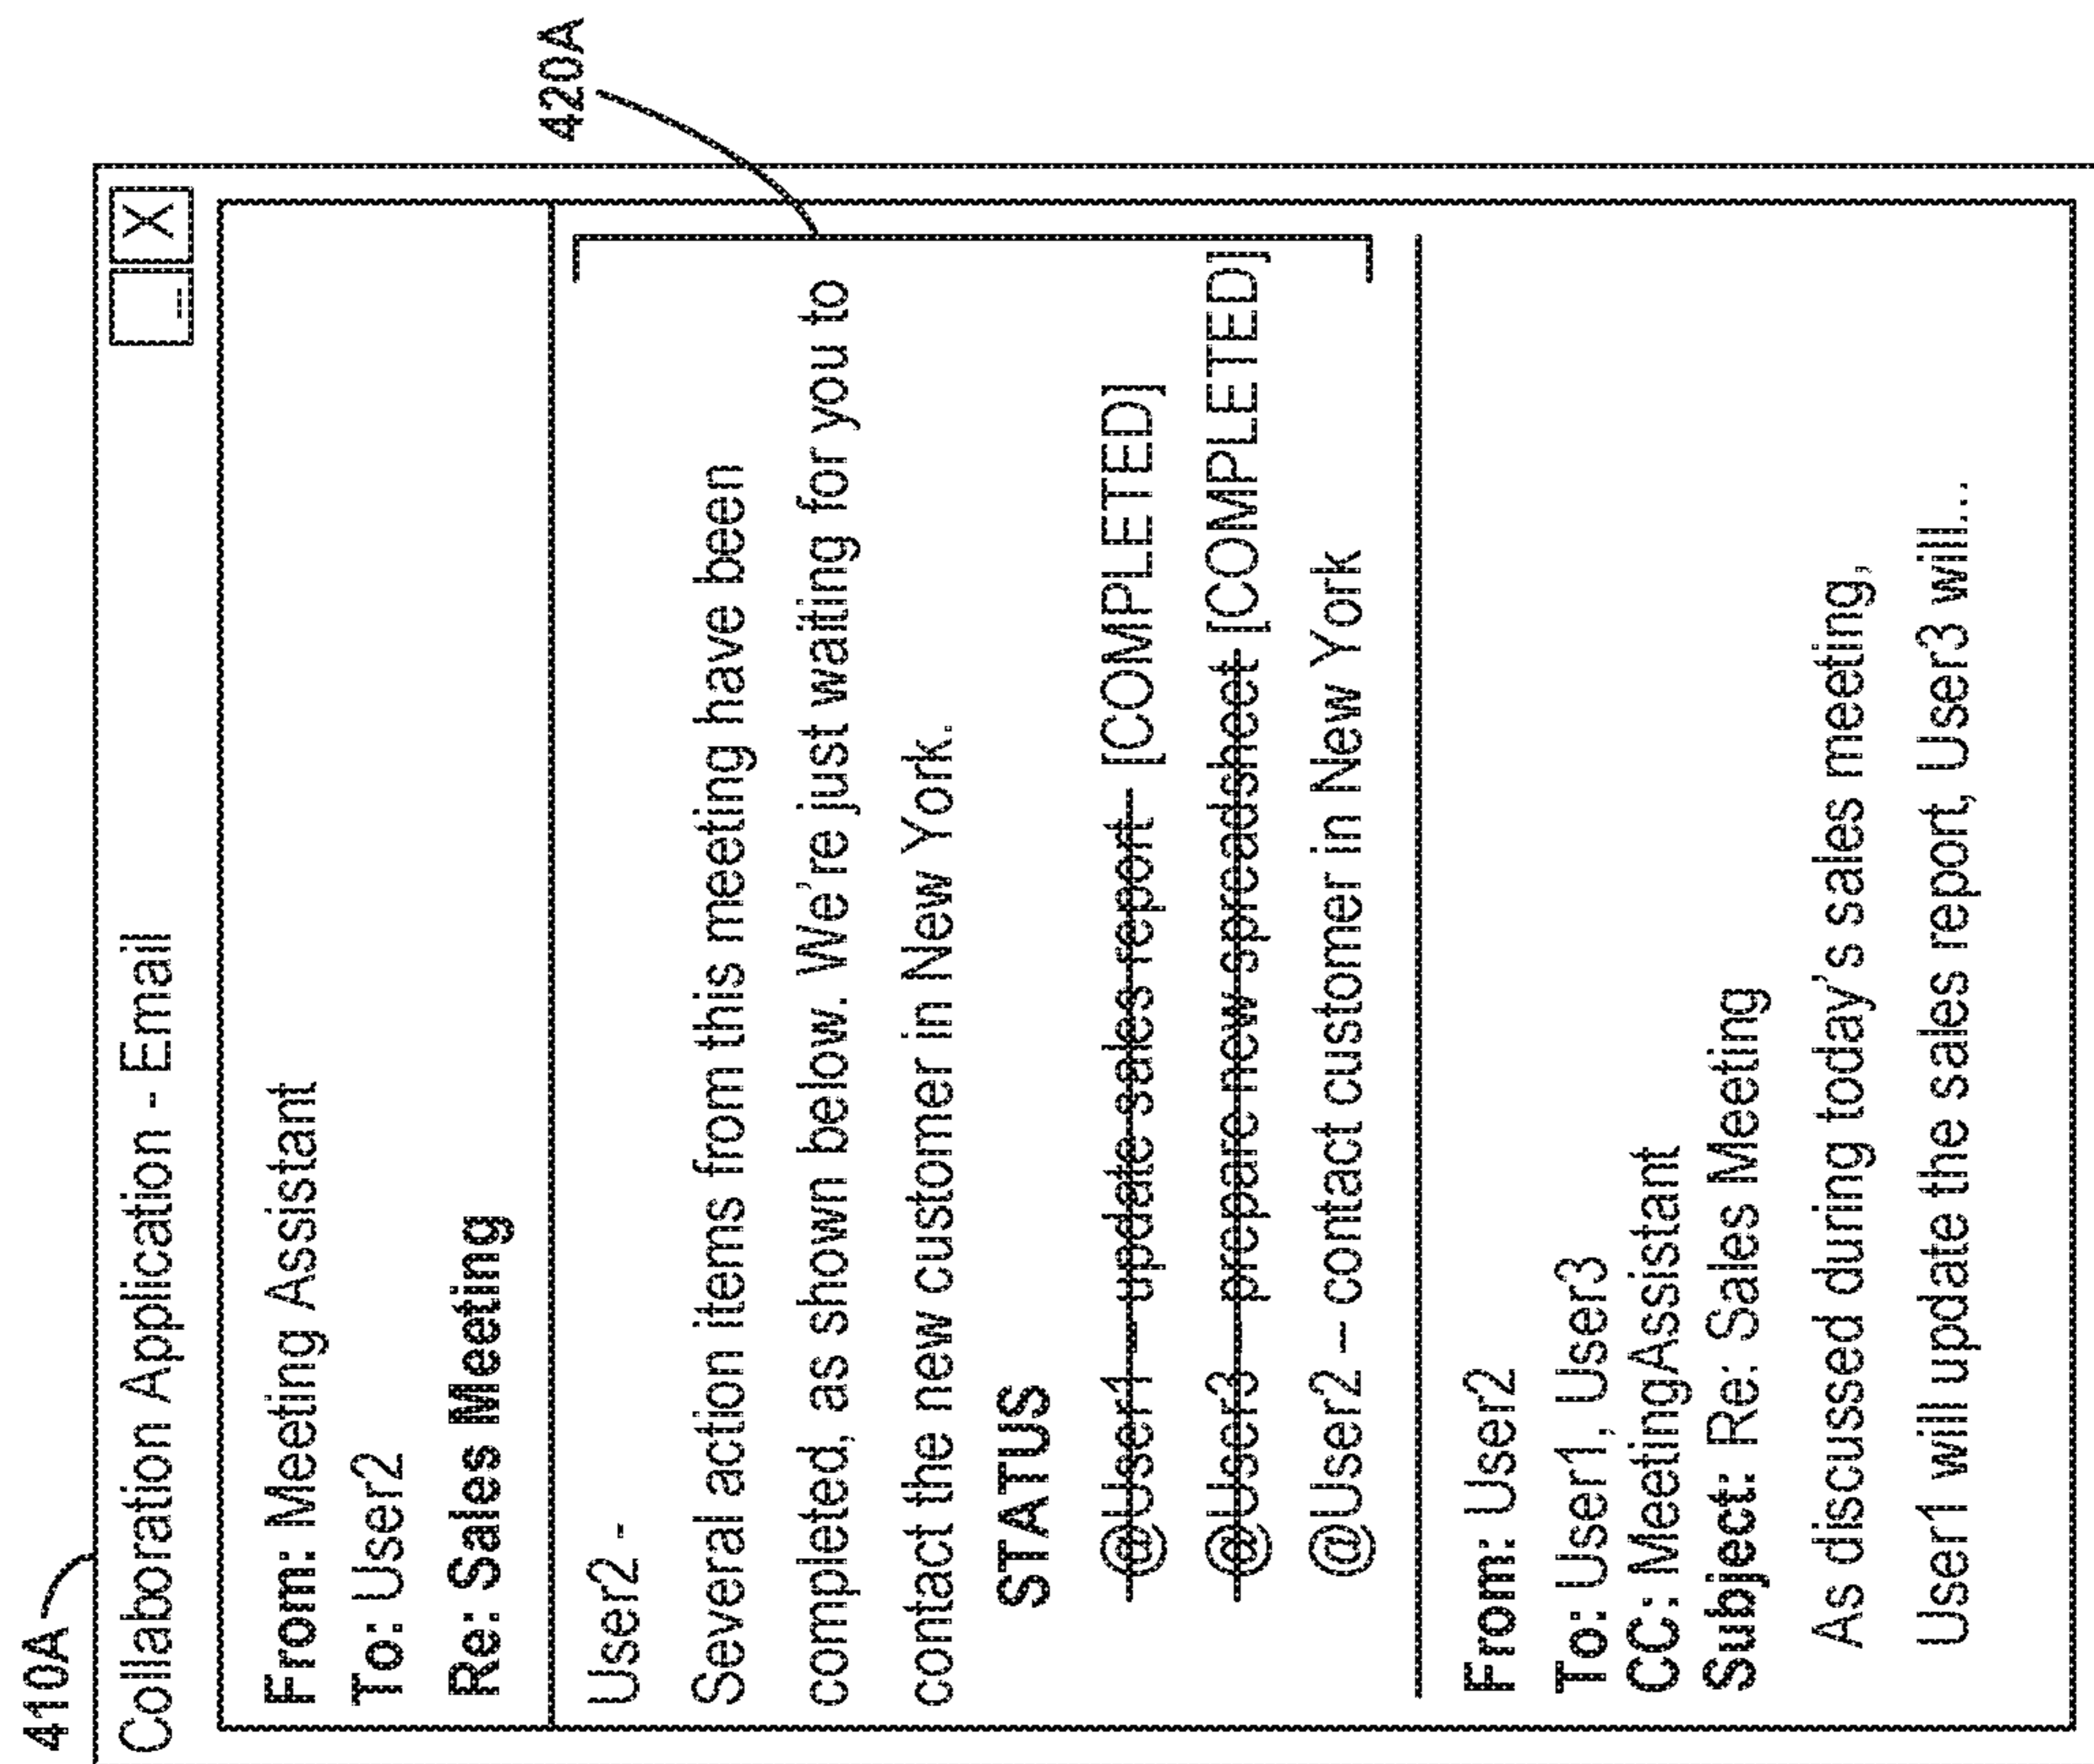 410A
Collaboration Application - Email
_ X
From: Meeting Assistant
To: User2
Re: Sales Meeting
420A
User2 -
Several action items from this meeting have been
completed, as shown below. We're just waiting for you to
contact the new customer in New York.
STATUS
@User1 – update sales report [COMPLETED]
@User3 – prepare new spreadsheet [COMPLETED]
@User2 – contact customer in New York
From: User2
To: User1, User3
CC: MeetingAssistant
Subject: Re: Sales Meeting
As discussed during today's sales meeting,
User1 will update the sales report, User3 will...